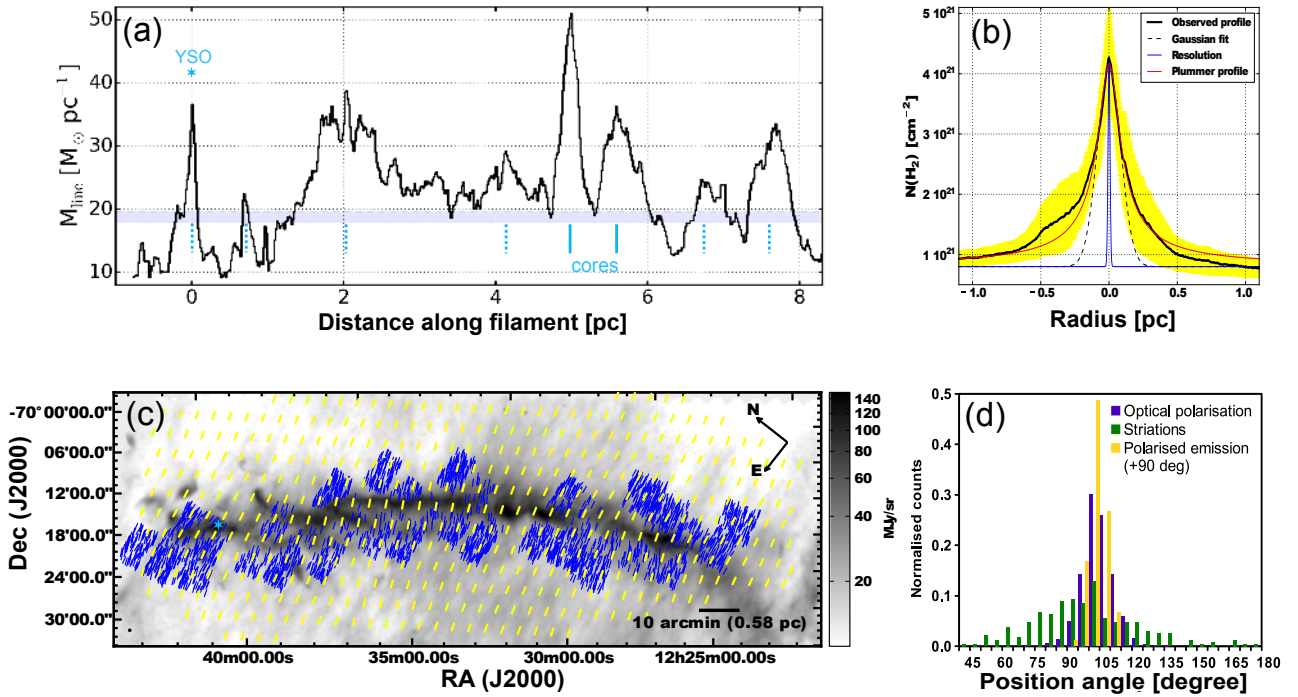 (a)
YSO
cores
50
40
30
20
10
M_line [M_⊙ pc⁻¹]
0 2 4 6 8
Distance along filament [pc]
(b)
Observed profile
Gaussian fit
Resolution
Plummer profile
5 10²¹
4 10²¹
3 10²¹
2 10²¹
1 10²¹
N(H₂) [cm⁻²]
−1.0 −0.5 0.0 0.5 1.0
Radius [pc]
(c)
N
E
-70°00'00.0"
06'00.0"
12'00.0"
18'00.0"
24'00.0"
30'00.0"
Dec (J2000)
10 arcmin (0.58 pc)
40m00.00s 35m00.00s 30m00.00s 12h25m00.00s
RA (J2000)
140
100
80
60
40
20
MJy/sr
(d)
Optical polarisation
Striations
Polarised emission
(+90 deg)
0.5
0.4
0.3
0.2
0.1
0.0
Normalised counts
45 60 75 90 105 120 135 150 165 180
Position angle [degree]